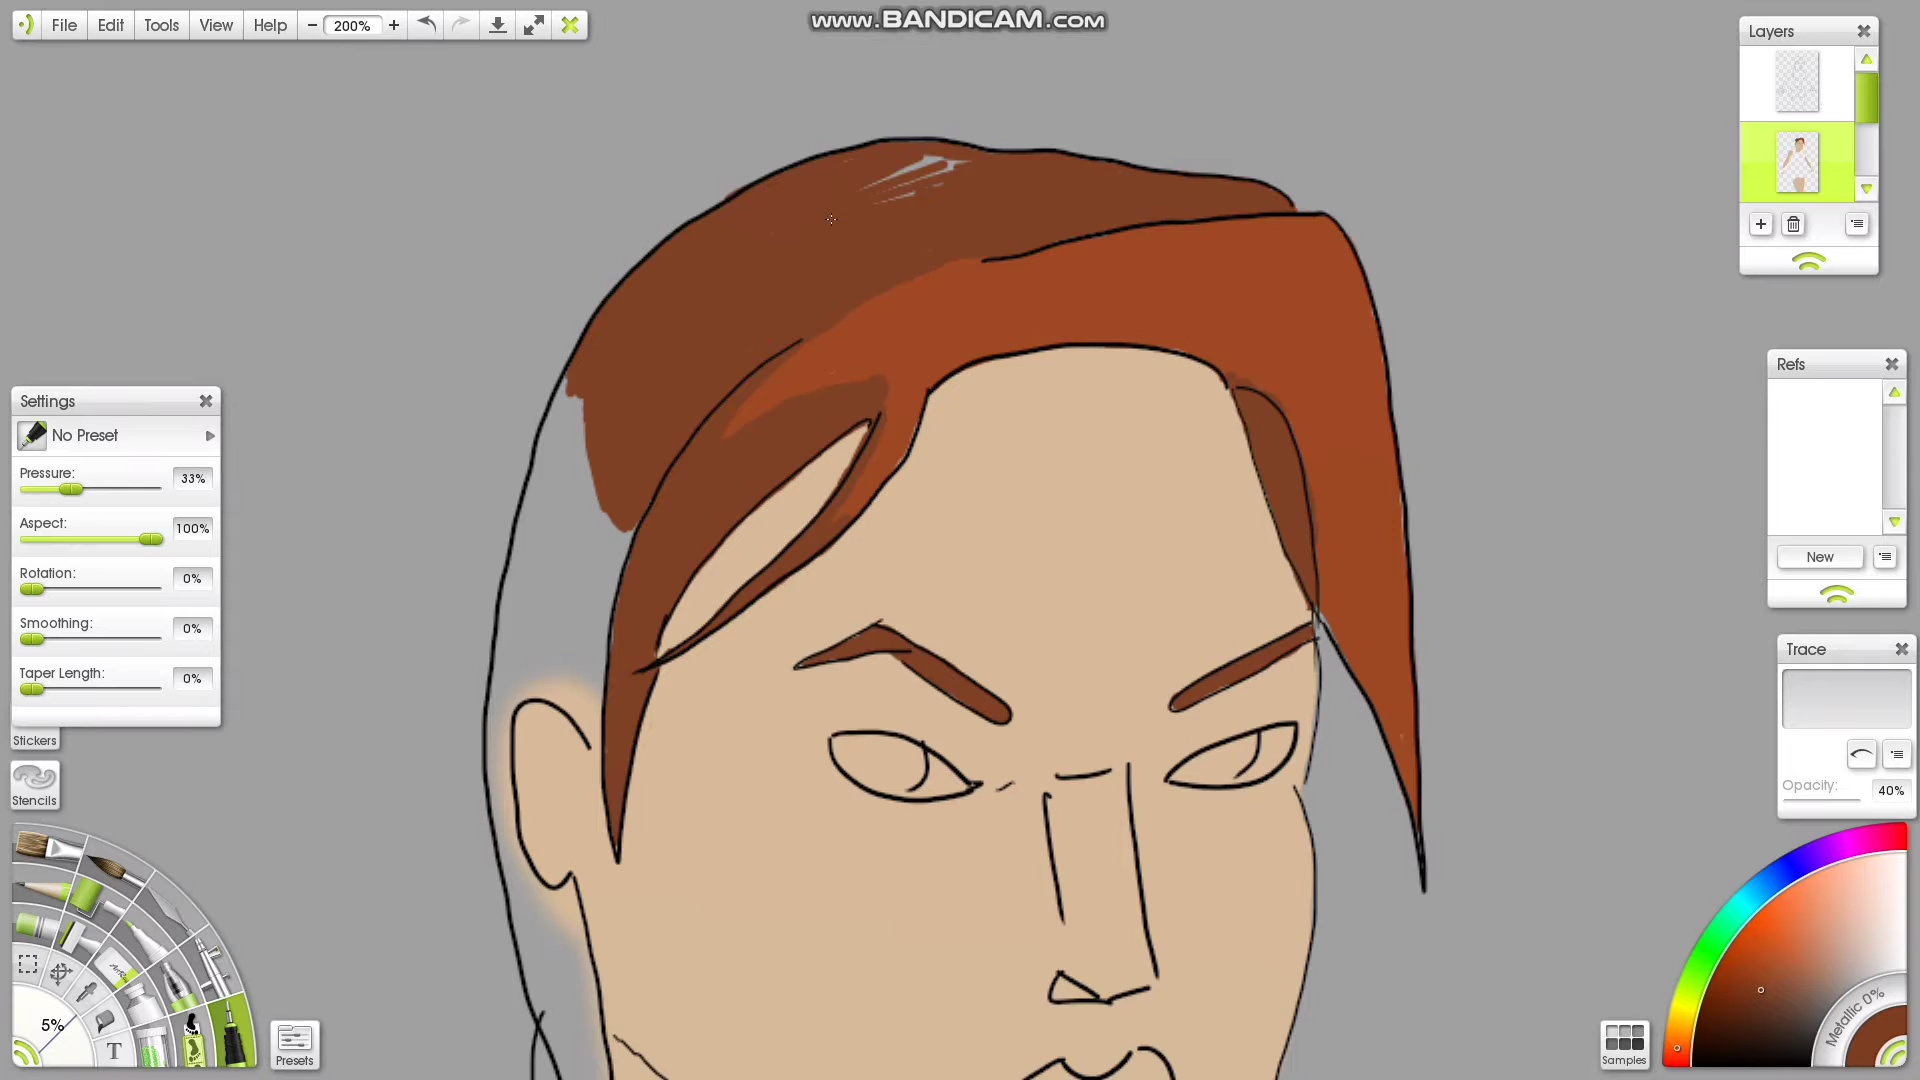 www.BANDICAM.com
File Edit Tools View Help 200%
Layers
Refs
New
Trace
Opacity: 40%
Settings
No Preset
Pressure: 33%
Aspect: 100%
Rotation: 0%
Smoothing: 0%
Taper Length: 0%
Stickers
Stencils
5%
T
Presets
Samples
Metallic 0%